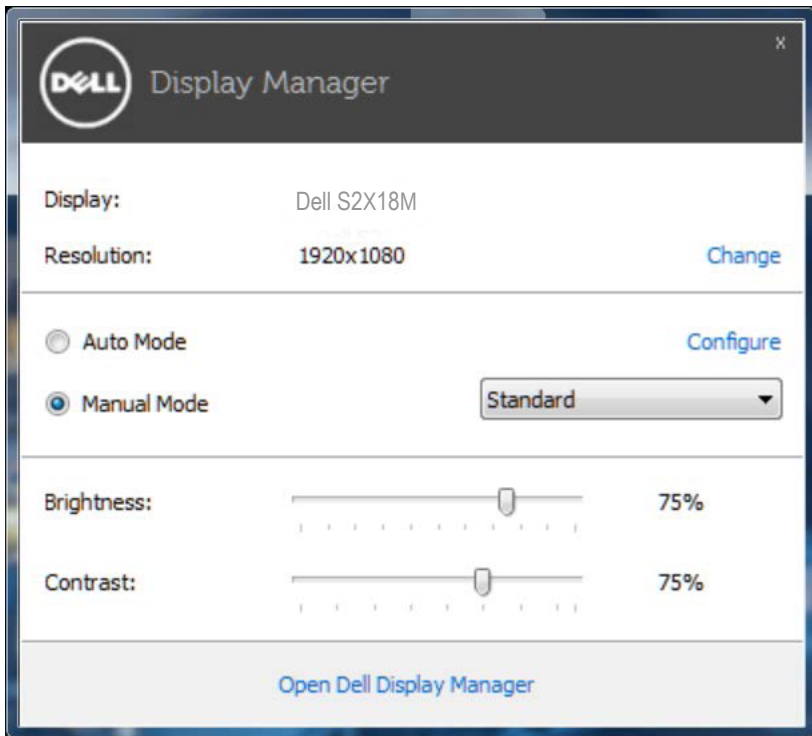 DELL Display Manager x
Display: Dell S2X18M
Resolution: 1920x1080 Change
Auto Mode Configure
Manual Mode Standard
Brightness: 75%
Contrast: 75%
Open Dell Display Manager